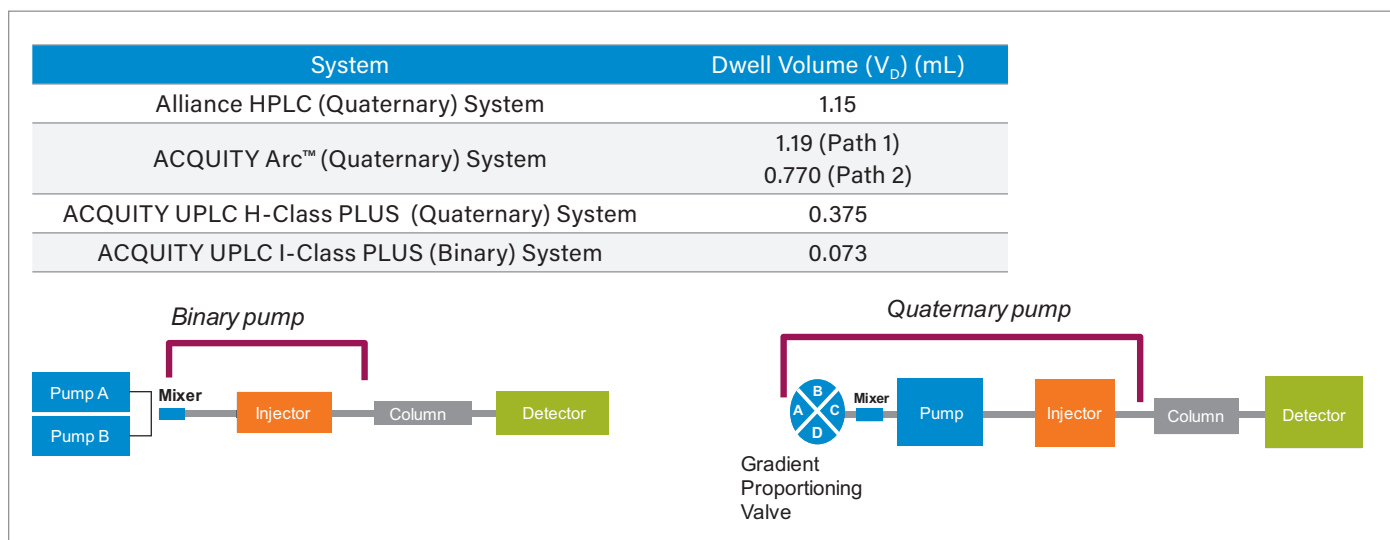 System Dwell Volume (V_D) (mL)
Alliance HPLC (Quaternary) System 1.15
ACQUITY Arc™ (Quaternary) System 1.19 (Path 1)
0.770 (Path 2)
ACQUITY UPLC H-Class PLUS (Quaternary) System 0.375
ACQUITY UPLC I-Class PLUS (Binary) System 0.073
Binary pump
Pump A
Pump B
Mixer
Injector
Column
Detector
Quaternary pump
A
B
C
D
Mixer
Pump
Injector
Column
Detector
Gradient
Proportioning
Valve